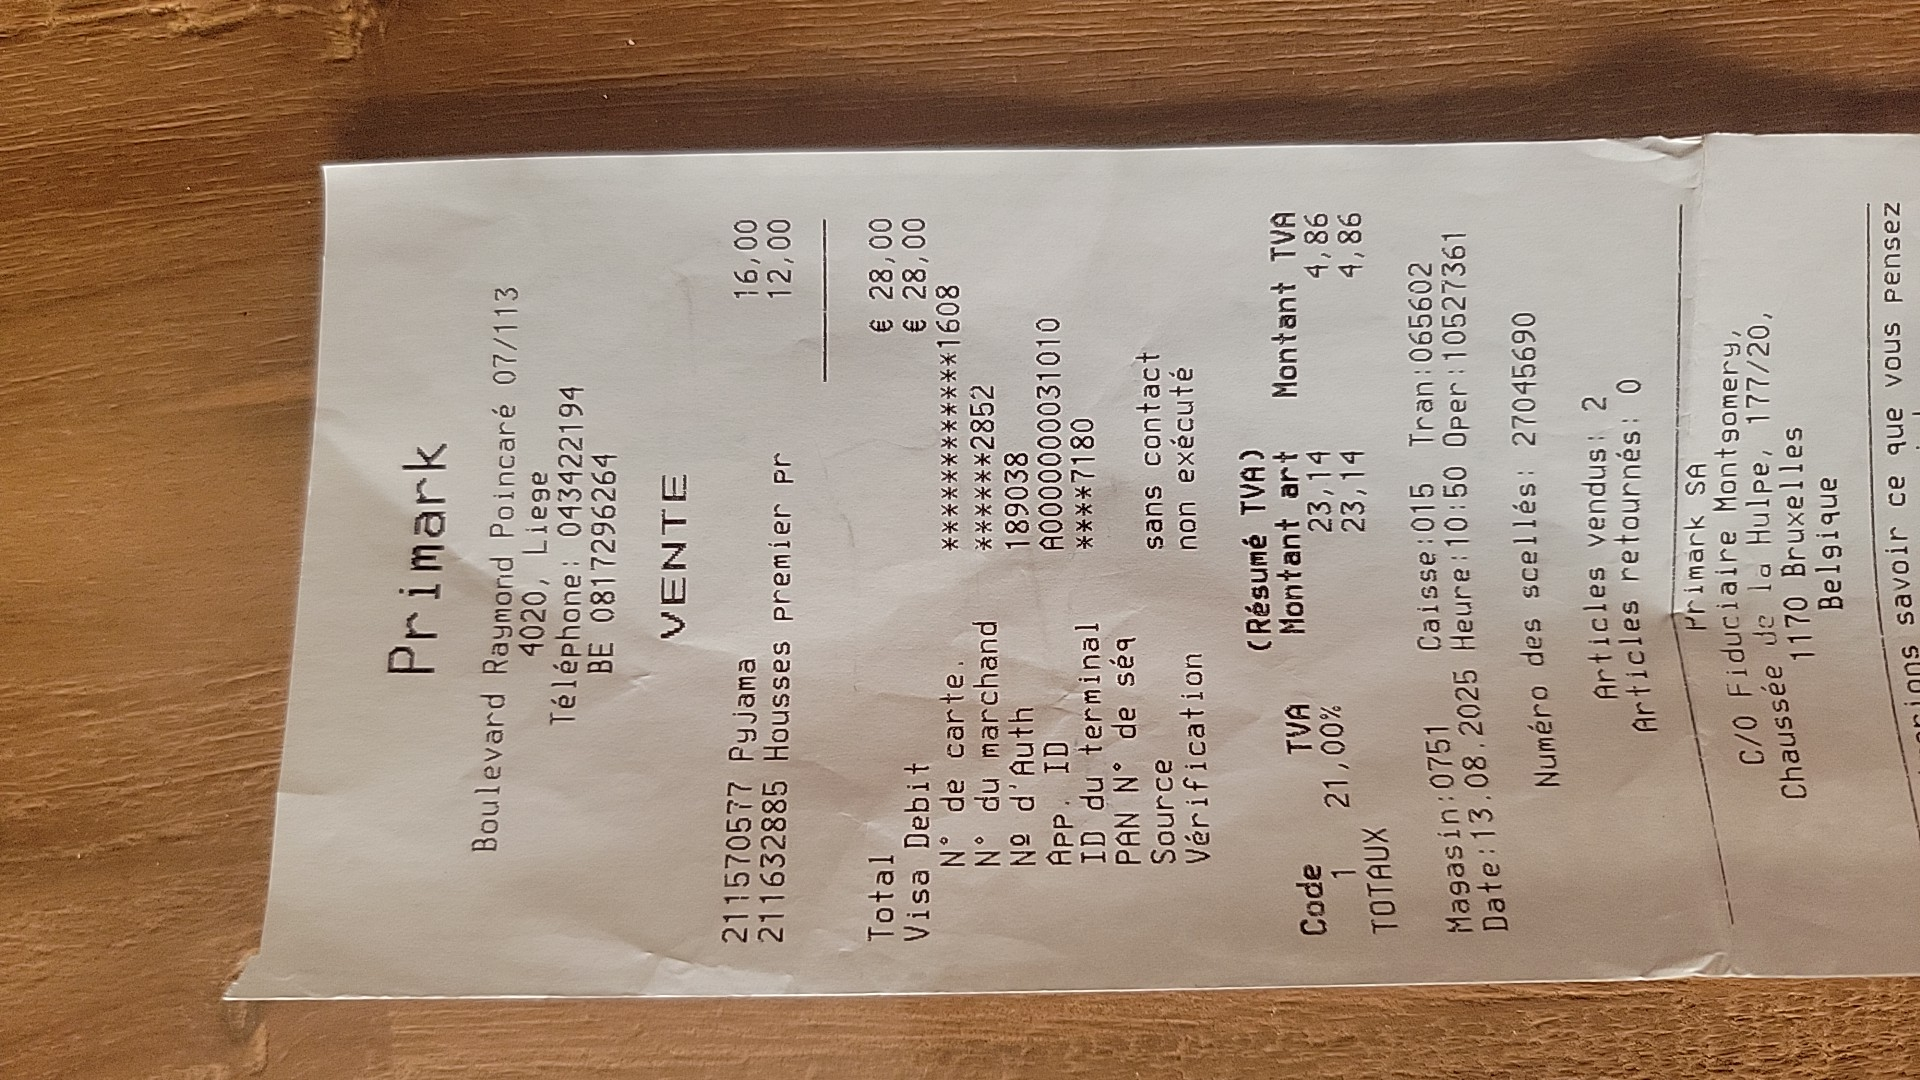 Primark
Boulevard Raymond Poincaré 07/113
4020, Liege
Téléphone: 043422194
BE 0817296264
VENTE
211570577 Pyjama 16,00
211632885 Housses premier pr 12,00
Total € 28,00
Visa Debit € 28,00
N° de carte. ************1608
N° du marchand ******2852
Nº d'Auth 189038
App. ID A0000000031010
ID du terminal ****7180
PAN N° de séq
Source sans contact
Vérification non exécuté
(Résumé TVA)
Code TVA Montant art Montant TVA
1 21,00% 23,14 4,86
TOTAUX 23,14 4,86
Magasin:0751 Caisse:015 Tran:065602
Date:13.08.2025 Heure:10:50 Oper:10527361
Numéro des scellés: 27045690
Articles vendus: 2
Articles retournés: 0
Primark SA
C/O Fiduciaire Montgomery,
Chaussée de la Hulpe, 177/20,
1170 Bruxelles
Belgique
savoir ce que vous pensez